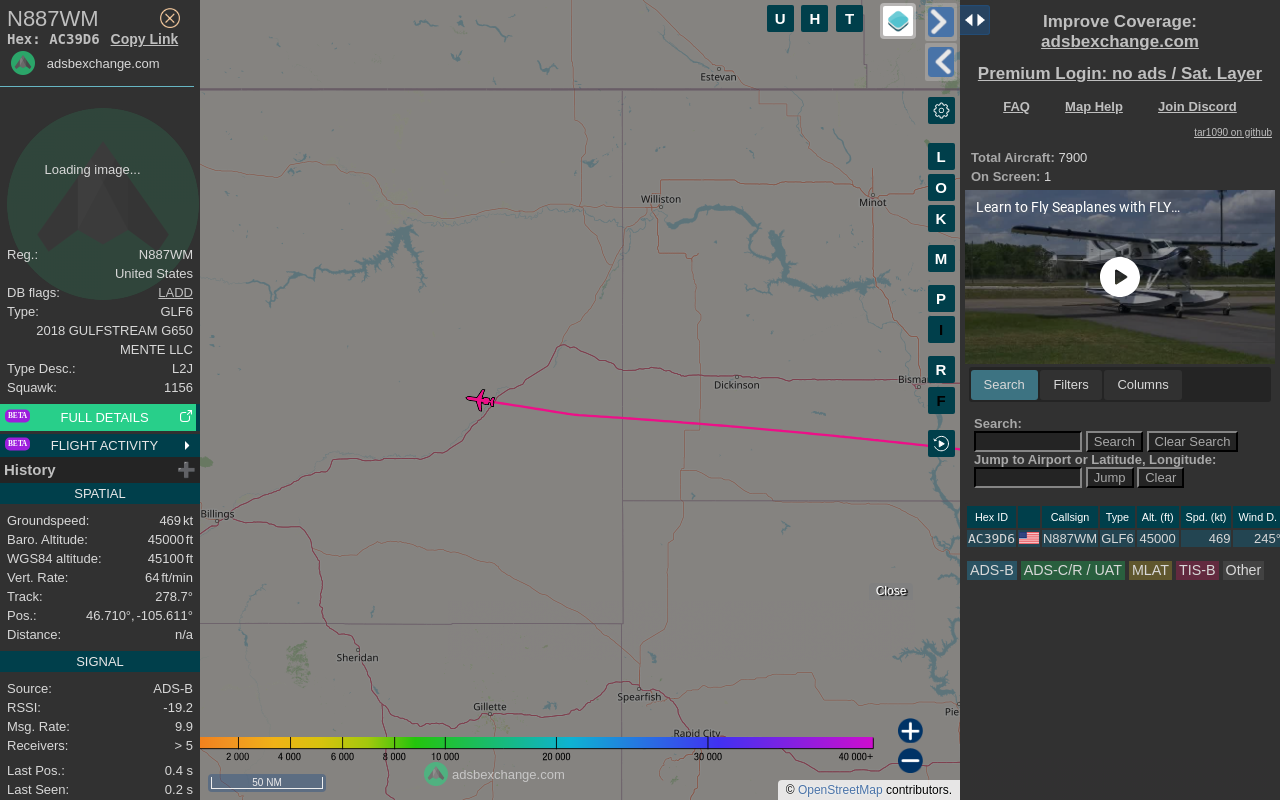 N887WM
Hex: AC39D6 Copy Link
adsbexchange.com
Loading image...
Reg.: N887WM
United States
DB flags: LADD
Type: GLF6
2018 GULFSTREAM G650
MENTE LLC
Type Desc.: L2J
Squawk: 1156
BETA FULL DETAILS
BETA FLIGHT ACTIVITY
History
SPATIAL
Groundspeed: 469 kt
Baro. Altitude: 45000 ft
WGS84 altitude: 45100 ft
Vert. Rate: 64 ft/min
Track: 278.7°
Pos.: 46.710°, -105.611°
Distance: n/a
SIGNAL
Source: ADS-B
RSSI: -19.2
Msg. Rate: 9.9
Receivers: > 5
Last Pos.: 0.4 s
Last Seen: 0.2 s
U H T
Estevan
Williston
Minot
Dickinson
Bisma
Billings
Sheridan
Gillette
Spearfish
Rapid City
Pie
L
O
K
M
P
I
R
F
Close
2 000 4 000 6 000 8 000 10 000 20 000 30 000 40 000+
50 NM
adsbexchange.com
© OpenStreetMap contributors.
Improve Coverage:
adsbexchange.com
Premium Login: no ads / Sat. Layer
FAQ Map Help Join Discord
tar1090 on github
Total Aircraft: 7900
On Screen: 1
Learn to Fly Seaplanes with FLY...
Search Filters Columns
Search:
Search Clear Search
Jump to Airport or Latitude, Longitude:
Jump Clear
Hex ID Callsign Type Alt. (ft) Spd. (kt) Wind D.
AC39D6 N887WM GLF6 45000 469 245°
ADS-B ADS-C/R / UAT MLAT TIS-B Other